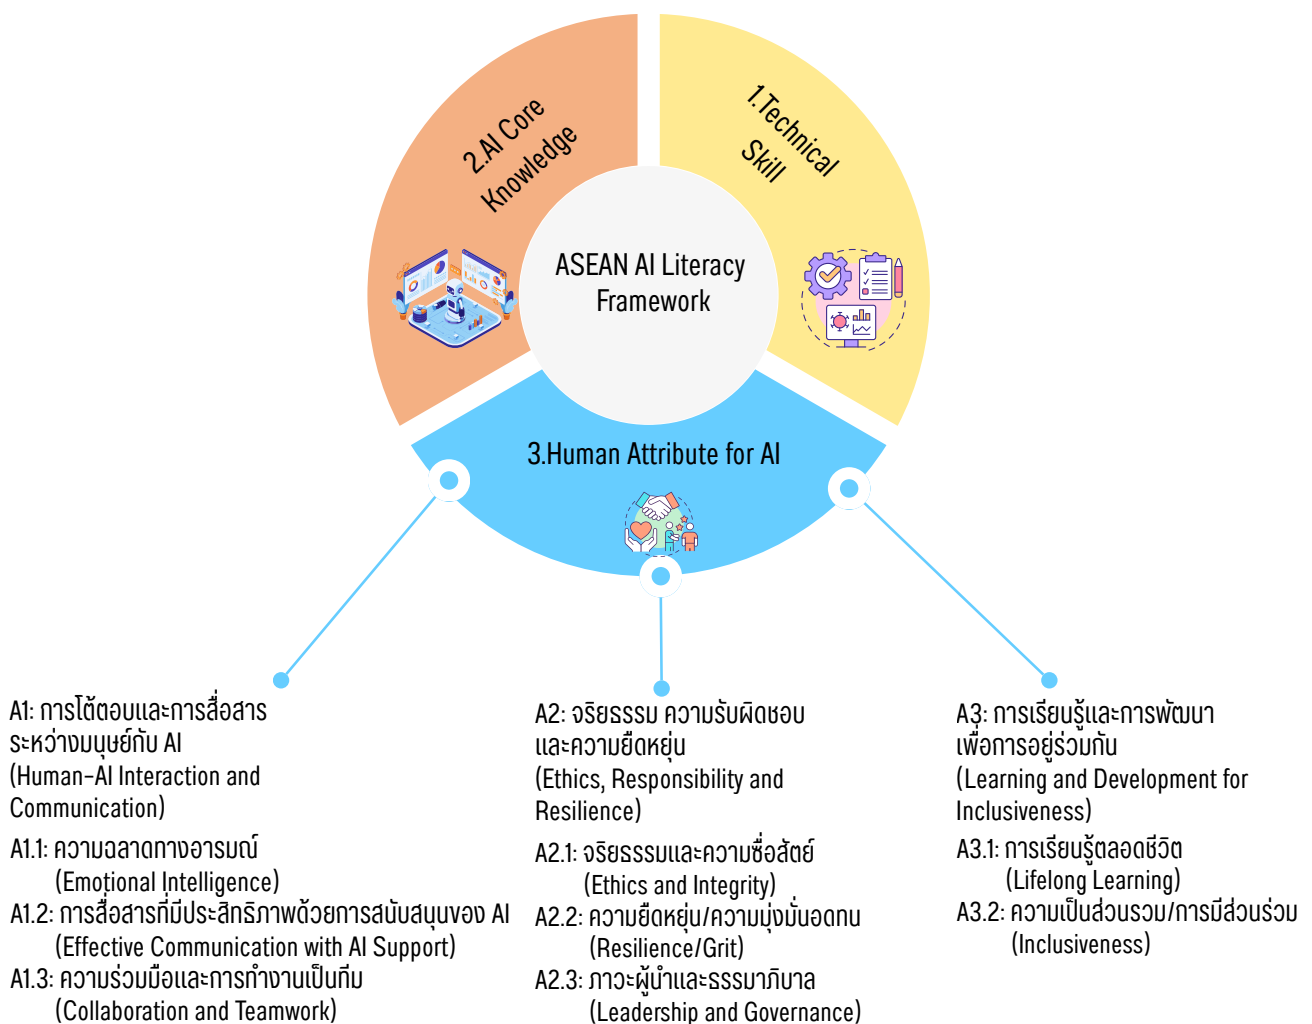 2.AI Core
Knowledge
1.Technical
Skill
ASEAN AI Literacy
Framework
3.Human Attribute for AI
A1: การโต้ตอบและการสื่อสาร
ระหว่างมนุษย์กับ AI
(Human-AI Interaction and
Communication)
A1.1: ความฉลาดทางอารมณ์
(Emotional Intelligence)
A1.2: การสื่อสารที่มีประสิทธิภาพด้วยการสนับสนุนของ AI
(Effective Communication with AI Support)
A1.3: ความร่วมมือและการทำงานเป็นทีม
(Collaboration and Teamwork)
A2: จริยธรรม ความรับผิดชอบ
และความยืดหยุ่น
(Ethics, Responsibility and
Resilience)
A2.1: จริยธรรมและความซื่อสัตย์
(Ethics and Integrity)
A2.2: ความยืดหยุ่น/ความมุ่งมั่นอดทน
(Resilience/Grit)
A2.3: ภาวะผู้นำและธรรมาภิบาล
(Leadership and Governance)
A3: การเรียนรู้และการพัฒนา
เพื่อการอยู่ร่วมกัน
(Learning and Development for
Inclusiveness)
A3.1: การเรียนรู้ตลอดชีวิต
(Lifelong Learning)
A3.2: ความเป็นส่วนรวม/การมีส่วนร่วม
(Inclusiveness)